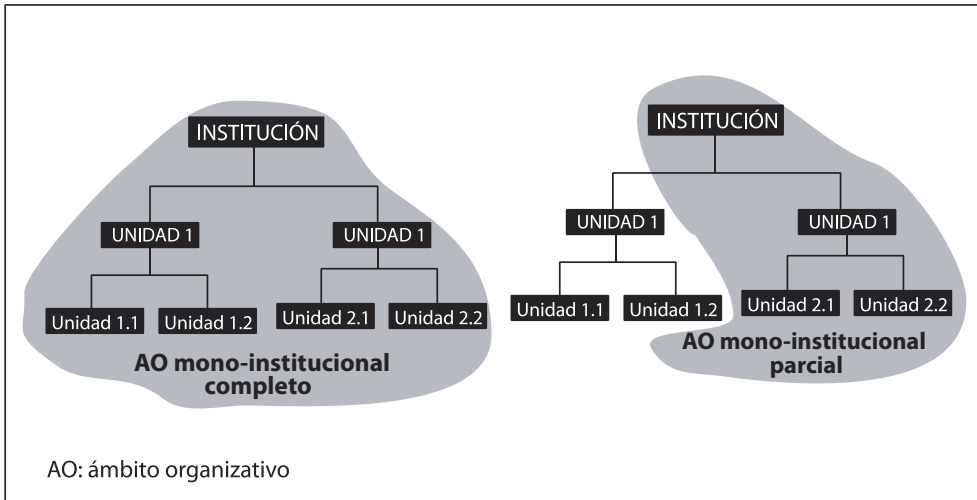 INSTITUCIÓN
UNIDAD 1
UNIDAD 1
Unidad 1.1
Unidad 1.2
Unidad 2.1
Unidad 2.2
AO mono-institucional
completo
INSTITUCIÓN
UNIDAD 1
UNIDAD 1
Unidad 1.1
Unidad 1.2
Unidad 2.1
Unidad 2.2
AO mono-institucional
parcial
AO: ámbito organizativo